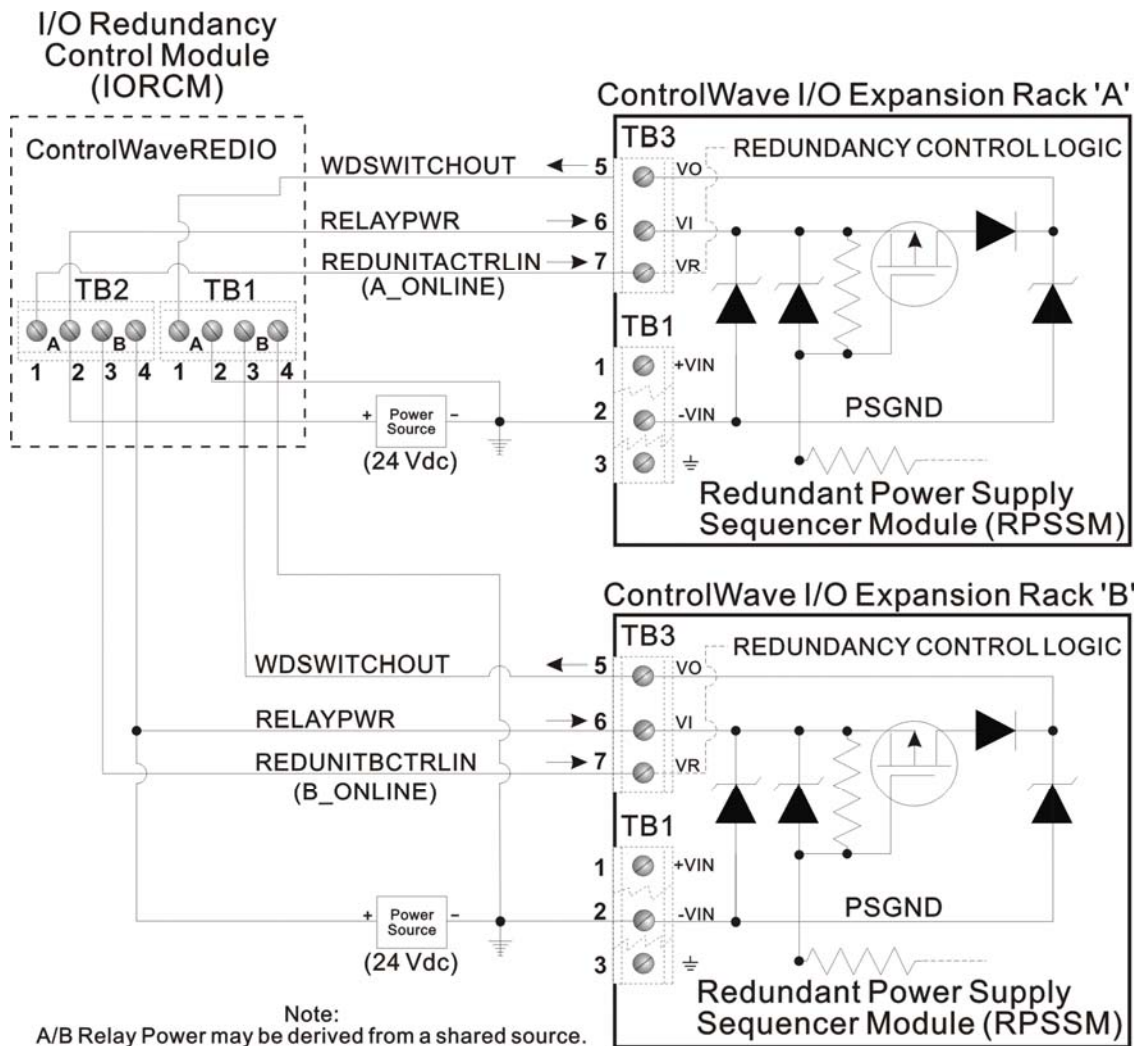 I/O Redundancy
Control Module
(IORCM)
ControlWaveREDIO
TB2
TB1
A
B
A
B
1 2 3 4
1 2 3 4
WDSWITCHOUT
RELAYPWR
REDUNITACTRLIN
(A_ONLINE)
+ Power Source -
(24 Vdc)
ControlWave I/O Expansion Rack 'A'
TB3
REDUNDANCY CONTROL LOGIC
5 VO
6 VI
7 VR
TB1
1 +VIN
2 -VIN
3
PSGND
Redundant Power Supply
Sequencer Module (RPSSM)
ControlWave I/O Expansion Rack 'B'
TB3
REDUNDANCY CONTROL LOGIC
WDSWITCHOUT
5 VO
RELAYPWR
6 VI
REDUNITBCTRLIN
(B_ONLINE)
7 VR
TB1
1 +VIN
2 -VIN
3
PSGND
+ Power Source -
(24 Vdc)
Redundant Power Supply
Sequencer Module (RPSSM)
Note:
A/B Relay Power may be derived from a shared source.